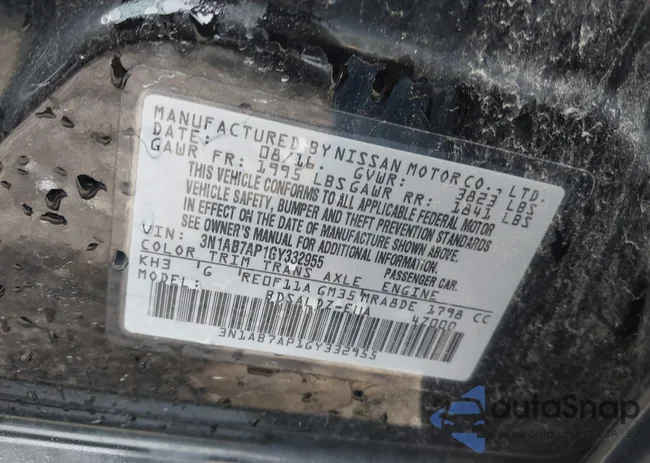 MANUFACTURED BY NISSAN MOTOR CO., LTD.
DATE: 08/16 GVWR: 3823 LBS
GAWR FR: 1995 LBS GAWR RR: 1841 LBS
THIS VEHICLE CONFORMS TO ALL APPLICABLE FEDERAL MOTOR
VEHICLE SAFETY, BUMPER AND THEFT PREVENTION STANDARDS
IN EFFECT ON THE DATE OF MANUFACTURE SHOWN ABOVE.
SEE OWNER'S MANUAL FOR ADDITIONAL INFORMATION.
VIN: 3N1AB7AP1GY332955 PASSENGER CAR.
COLOR TRIM TRANS AXLE ENGINE
KH3 G RE0F11A GM35 MRA8DE 1798 CC
MODEL: BDSALDZ-EUA 47000
3N1AB7AP1GY332955
autoSnap